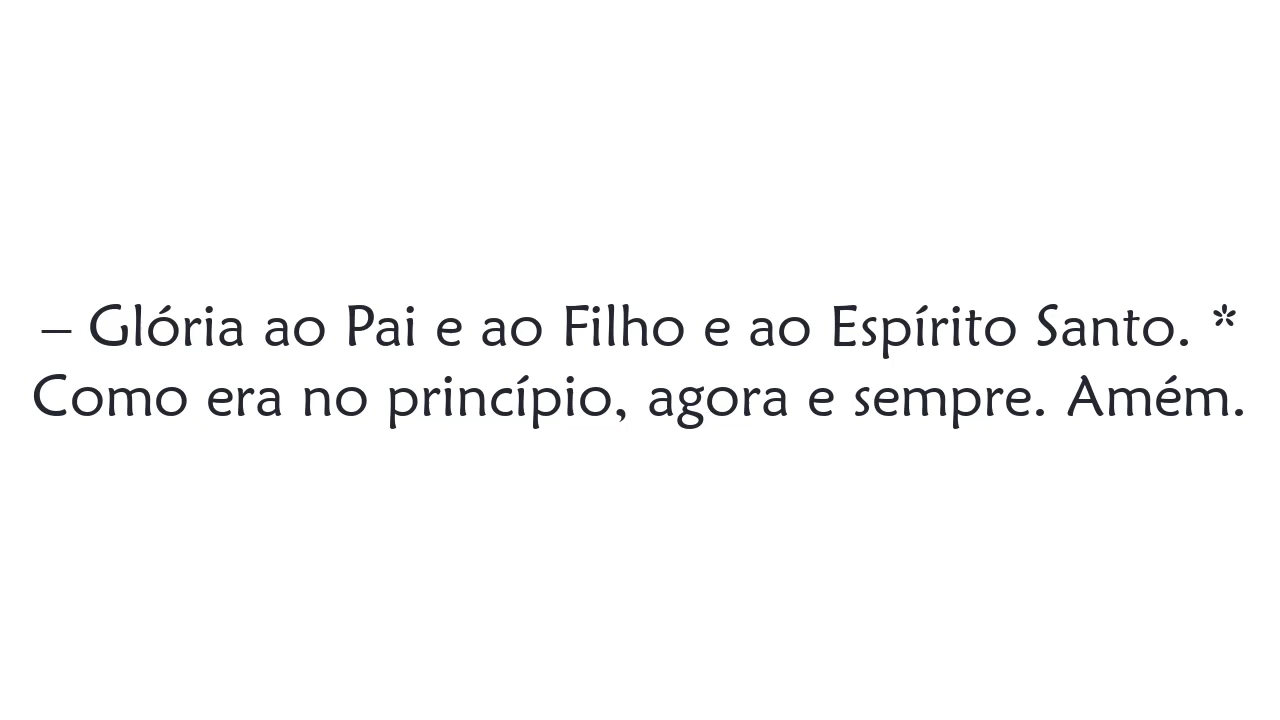 – Glória ao Pai e ao Filho e ao Espírito Santo. *
Como era no princípio, agora e sempre. Amém.